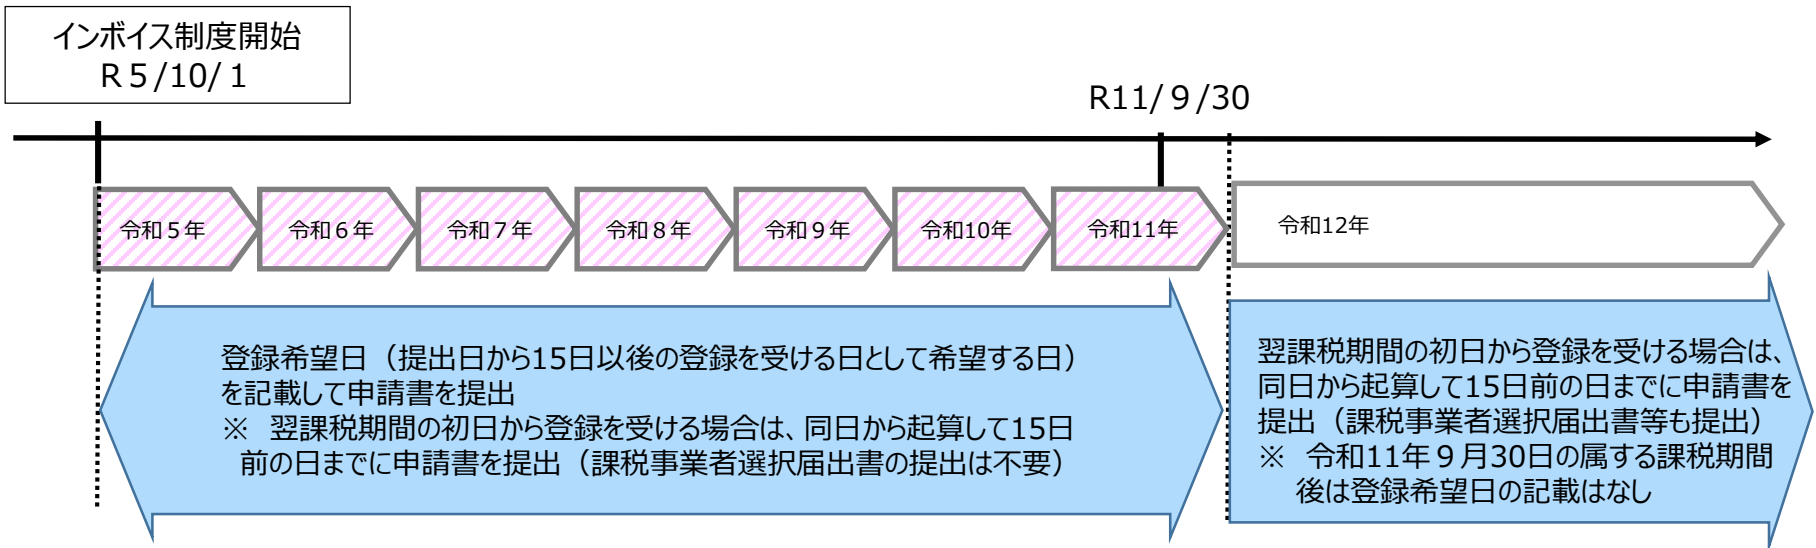 インボイス制度開始
R５/10/１
R11/９/30
令和５年
令和６年
令和７年
令和８年
令和９年
令和10年
令和11年
令和12年
登録希望日（提出日から15日以後の登録を受ける日として希望する日）
を記載して申請書を提出
※　翌課税期間の初日から登録を受ける場合は、同日から起算して15日
前の日までに申請書を提出（課税事業者選択届出書の提出は不要）
翌課税期間の初日から登録を受ける場合は、
同日から起算して15日前の日までに申請書を
提出（課税事業者選択届出書等も提出）
※　令和11年９月30日の属する課税期間
後は登録希望日の記載はなし